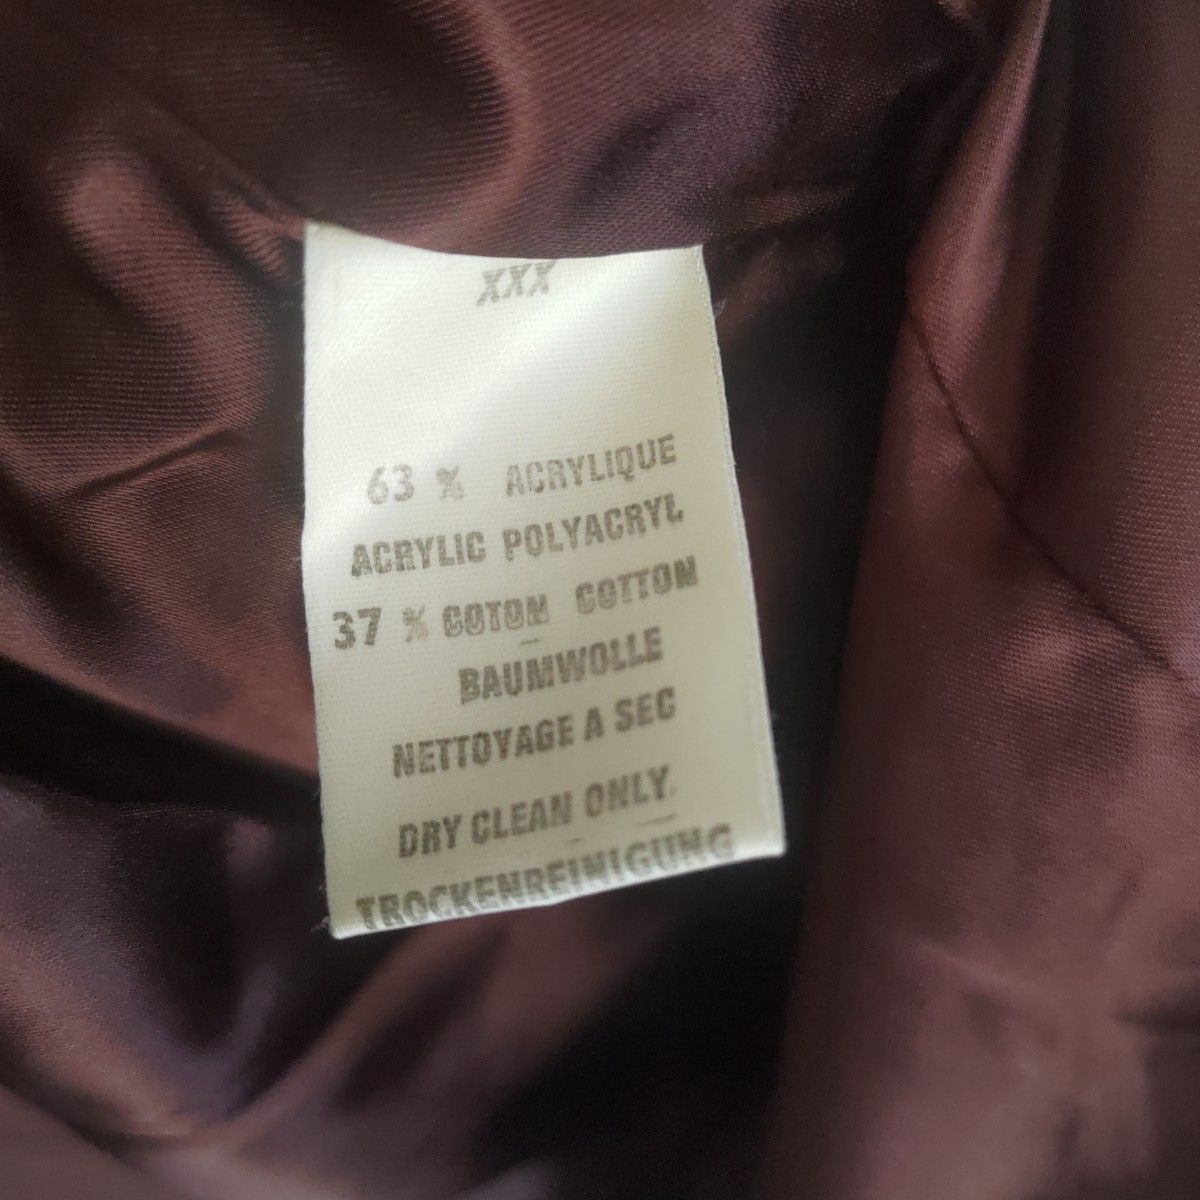 XXX
63 % ACRYLIQUE
ACRYLIC POLYACRYL
37 % COTON COTTON
BAUMWOLLE
NETTOYAGE A SEC
DRY CLEAN ONLY.
TROCKENREINIGUNG